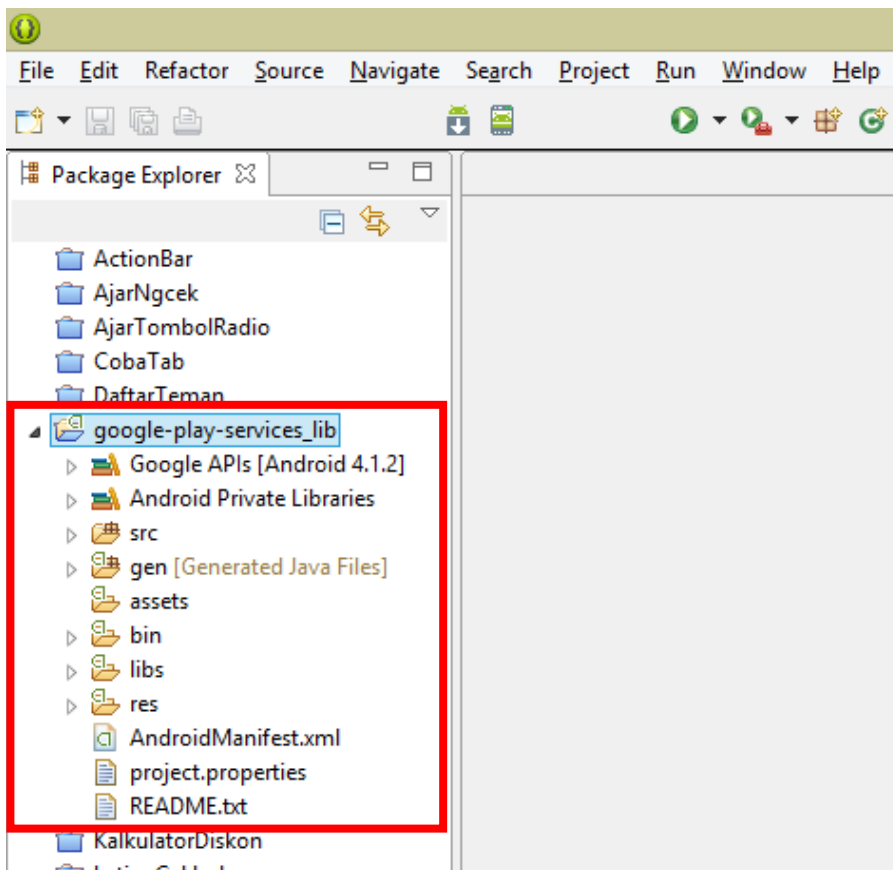 File Edit Refactor Source Navigate Search Project Run Window Help
Package Explorer
ActionBar
AjarNgcek
AjarTombolRadio
CobaTab
DaftarTeman
google-play-services_lib
Google APIs [Android 4.1.2]
Android Private Libraries
src
gen [Generated Java Files]
assets
bin
libs
res
AndroidManifest.xml
project.properties
README.txt
KalkulatorDiskon